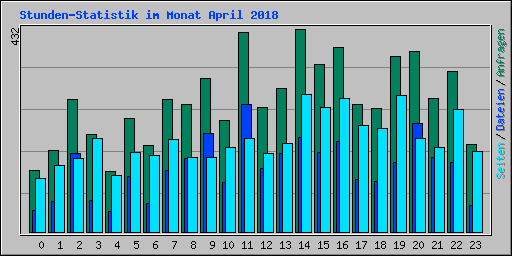 Stunden-Statistik im Monat April 2018
432
Seiten / Dateien / Anfragen
0 1 2 3 4 5 6 7 8 9 10 11 12 13 14 15 16 17 18 19 20 21 22 23